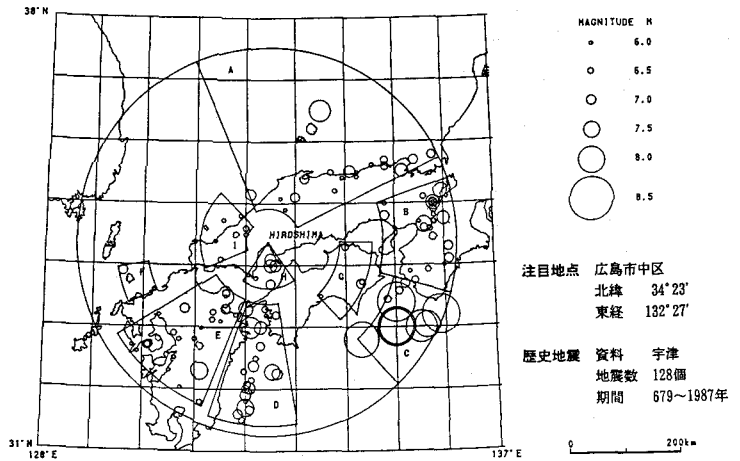 38°N
31°N
128°E
137°E
A
B
C
D
E
F
G
H
I
HIROSHIMA
MAGNITUDE M
6.0
6.5
7.0
7.5
8.0
8.5
注目地点 広島市中区
北緯 34°23'
東経 132°27'
歴史地震 資料 宇津
地震数 128個
期間 679〜1987年
0 200km